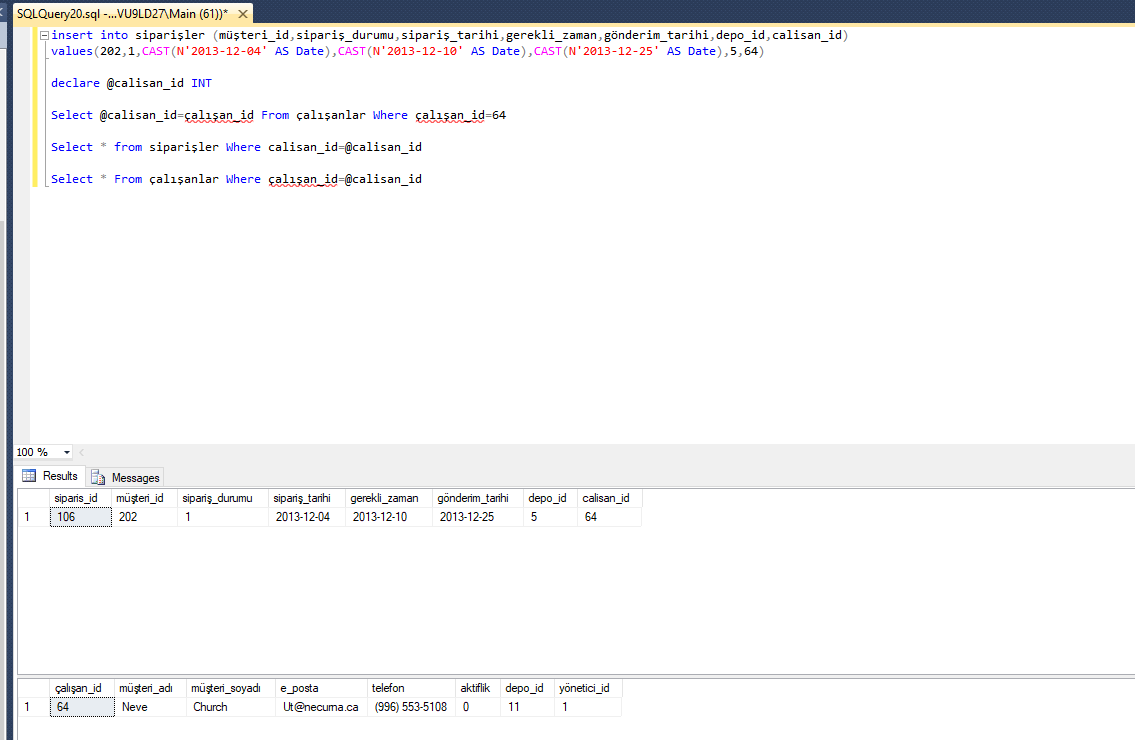 SQLQuery20.sql -...VU9LD27\Main (61))* ✕
insert into siparişler (müşteri_id,sipariş_durumu,sipariş_tarihi,gerekli_zaman,gönderim_tarihi,depo_id,calisan_id)
values(202,1,CAST(N'2013-12-04' AS Date),CAST(N'2013-12-10' AS Date),CAST(N'2013-12-25' AS Date),5,64)
declare @calisan_id INT
Select @calisan_id=çalışan_id From çalışanlar Where çalışan_id=64
Select * from siparişler Where calisan_id=@calisan_id
Select * From çalışanlar Where çalışan_id=@calisan_id
100 %
Results Messages
siparis_id müşteri_id sipariş_durumu sipariş_tarihi gerekli_zaman gönderim_tarihi depo_id calisan_id
1 106 202 1 2013-12-04 2013-12-10 2013-12-25 5 64
çalışan_id müşteri_adı müşteri_soyadı e_posta telefon aktiflik depo_id yönetici_id
1 64 Neve Church Ut@necuma.ca (996) 553-5108 0 11 1